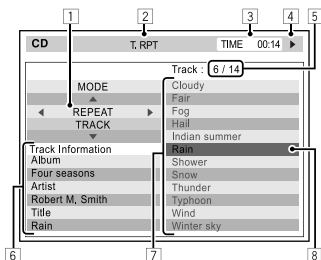 1 2 3 4 5
CD T. RPT TIME 00:14
Track : 6 / 14
MODE
REPEAT
TRACK
Track Information
Album
Four seasons
Artist
Robert M. Smith
Title
Rain
Cloudy
Fair
Fog
Hail
Indian summer
Rain
Shower
Snow
Thunder
Typhoon
Wind
Winter sky
6 7 8